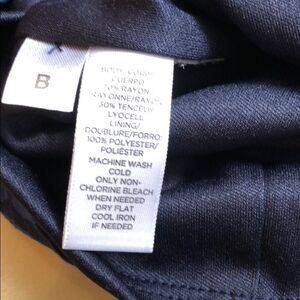 B
BODY/CORPS/
CUERPO
RAYON
RAYONNE/RAYON
50% TENCEL
LYOCELL
LINING/
DOUBLURE/FORRO:
100% POLYESTER/
POLIÉSTER
MACHINE WASH
COLD
ONLY NON-
CHLORINE BLEACH
WHEN NEEDED
DRY FLAT
COOL IRON
IF NEEDED